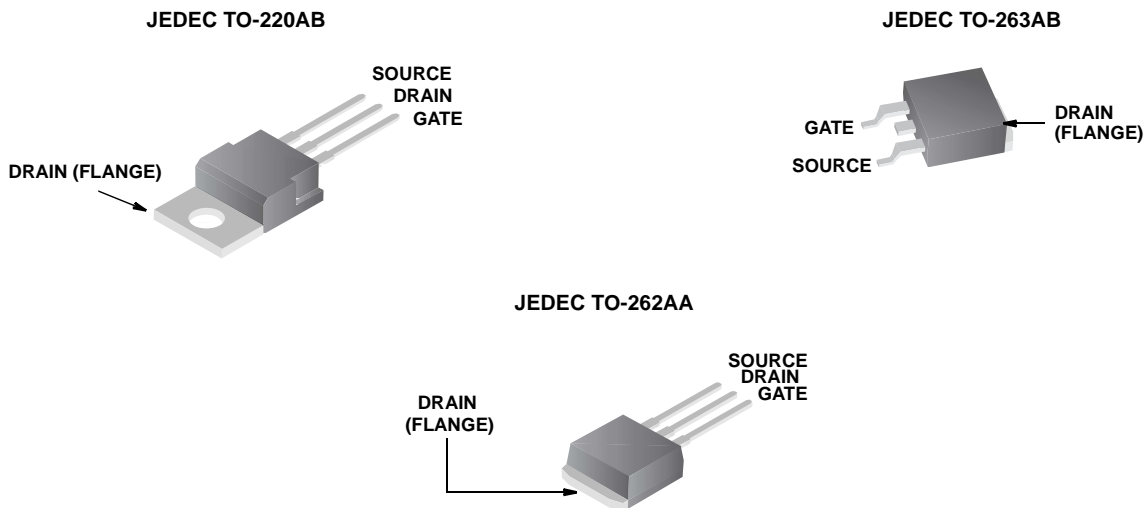 JEDEC TO-220AB
SOURCE
DRAIN
GATE
DRAIN (FLANGE)
JEDEC TO-263AB
GATE
SOURCE
DRAIN
(FLANGE)
JEDEC TO-262AA
SOURCE
DRAIN
GATE
DRAIN
(FLANGE)